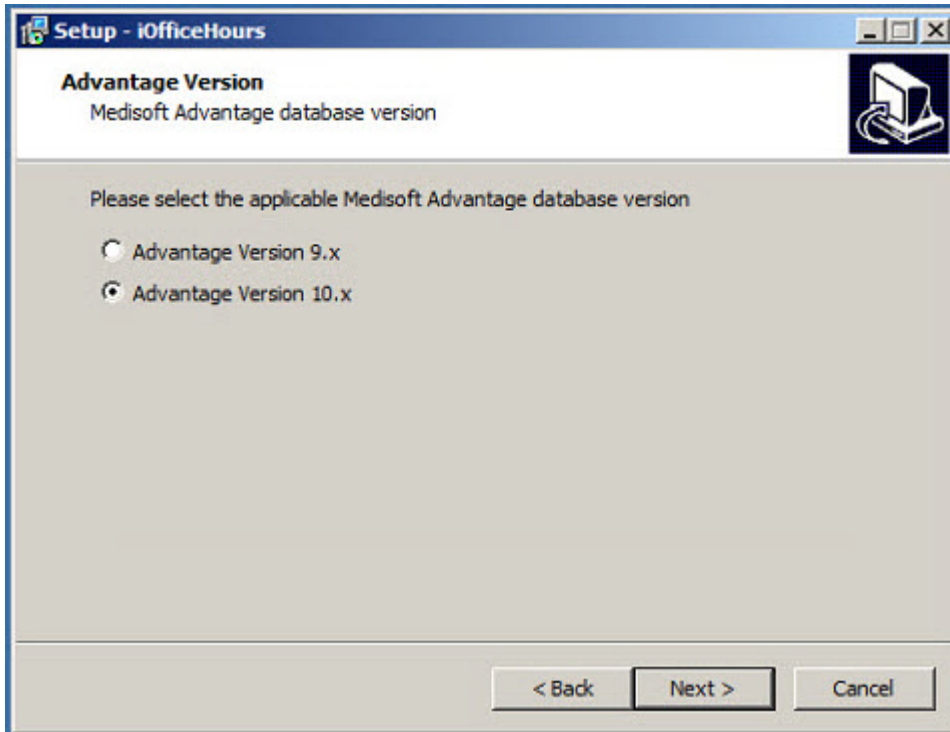 Setup - iOfficeHours
Advantage Version
Medisoft Advantage database version
Please select the applicable Medisoft Advantage database version
Advantage Version 9.x
Advantage Version 10.x
< Back Next > Cancel